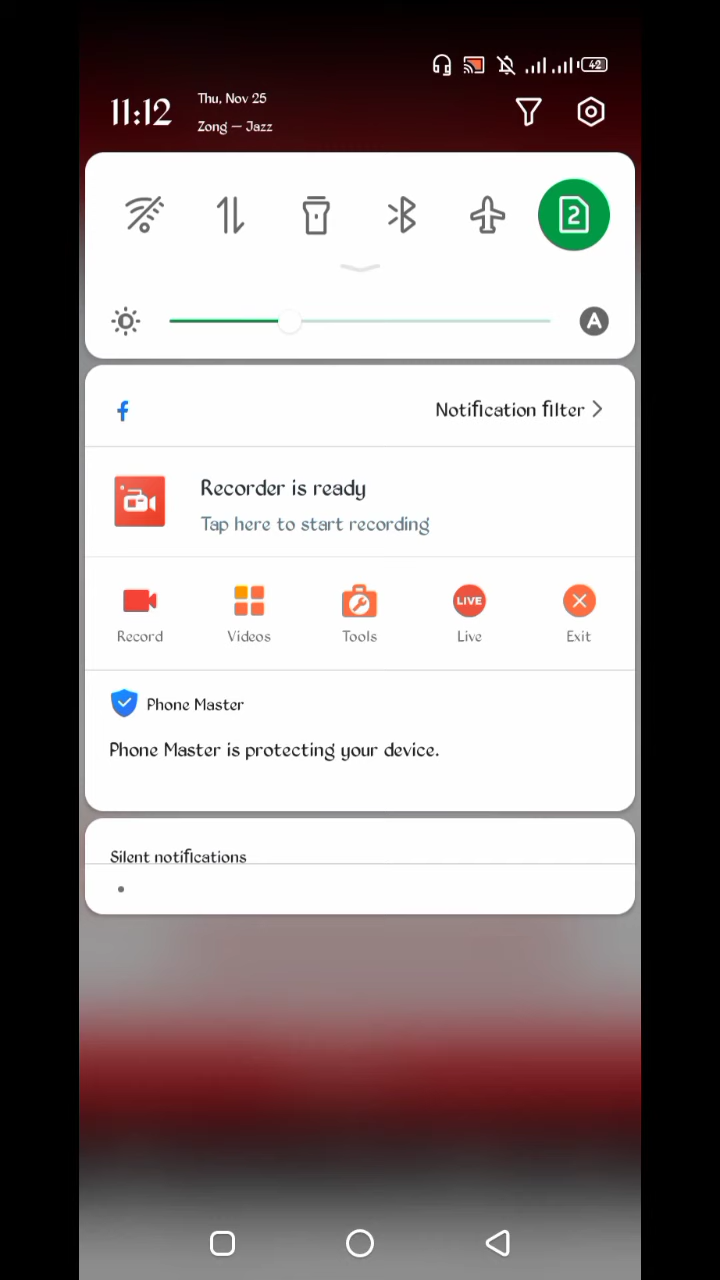 42
11:12
Thu, Nov 25
Zong — Jazz
2
A
Notification filter
Recorder is ready
Tap here to start recording
LIVE
Record Videos Tools Live Exit
Phone Master
Phone Master is protecting your device.
Silent notifications